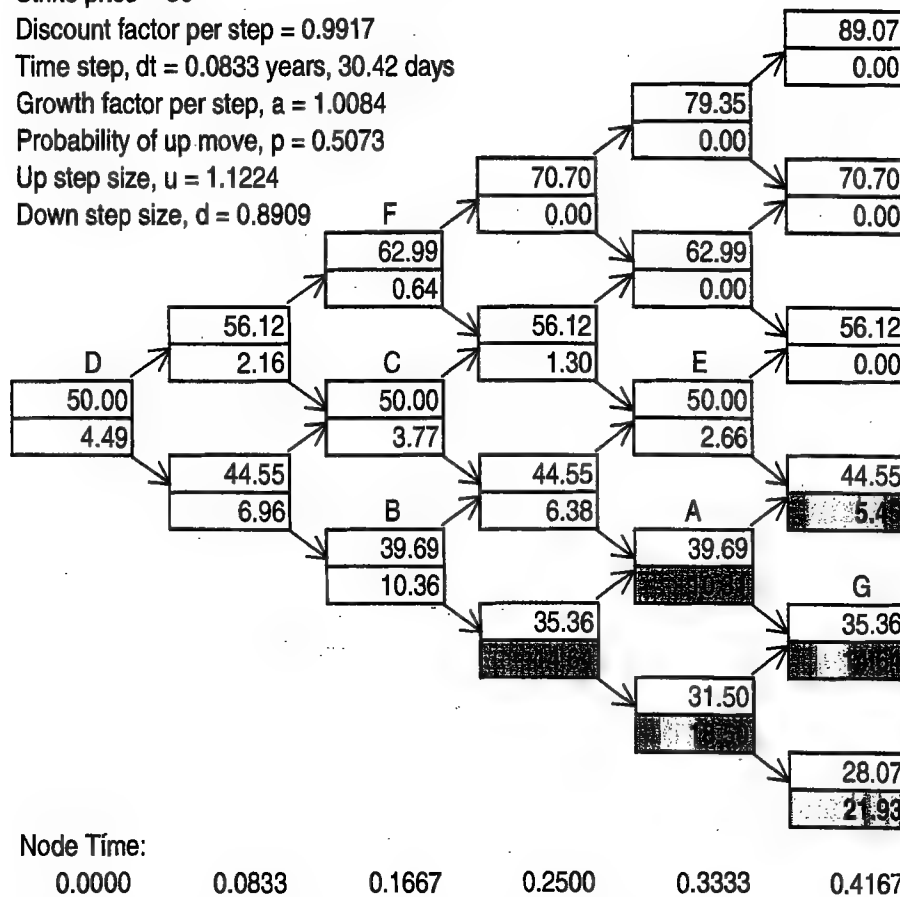 Discount factor per step = 0.9917
Time step, dt = 0.0833 years, 30.42 days
Growth factor per step, a = 1.0084
Probability of up move, p = 0.5073
Up step size, u = 1.1224
Down step size, d = 0.8909
89.07
0.00
79.35
0.00
70.70
0.00
70.70
0.00
F
62.99
0.64
62.99
0.00
56.12
2.16
56.12
1.30
56.12
0.00
D
50.00
4.49
C
50.00
3.77
E
50.00
2.66
44.55
6.96
44.55
6.38
44.55
B
39.69
10.36
A
39.69
35.36
G
35.36
31.50
28.07
21.93
Node Time:
0.0000 0.0833 0.1667 0.2500 0.3333 0.4167